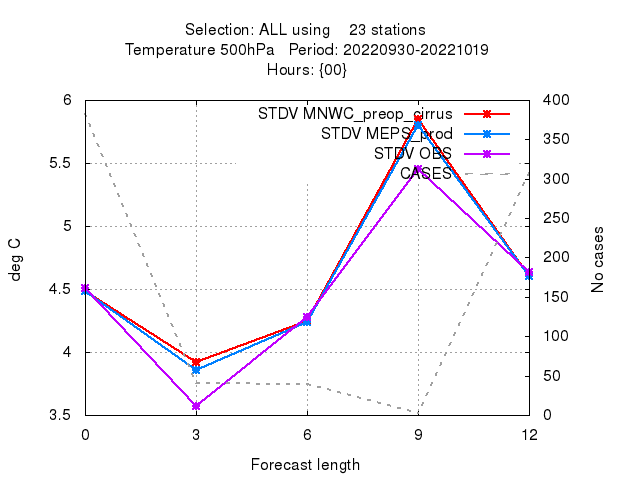 Selection: ALL using 23 stations
Temperature 500hPa Period: 20220930-20221019
Hours: {00}
STDV MNWC_preop_cirrus
STDV MEPS_prod
STDV OBS
CASES
deg C
6
5.5
5
4.5
4
3.5
400
350
300
250
200
150
100
50
0
No cases
0 3 6 9 12
Forecast length